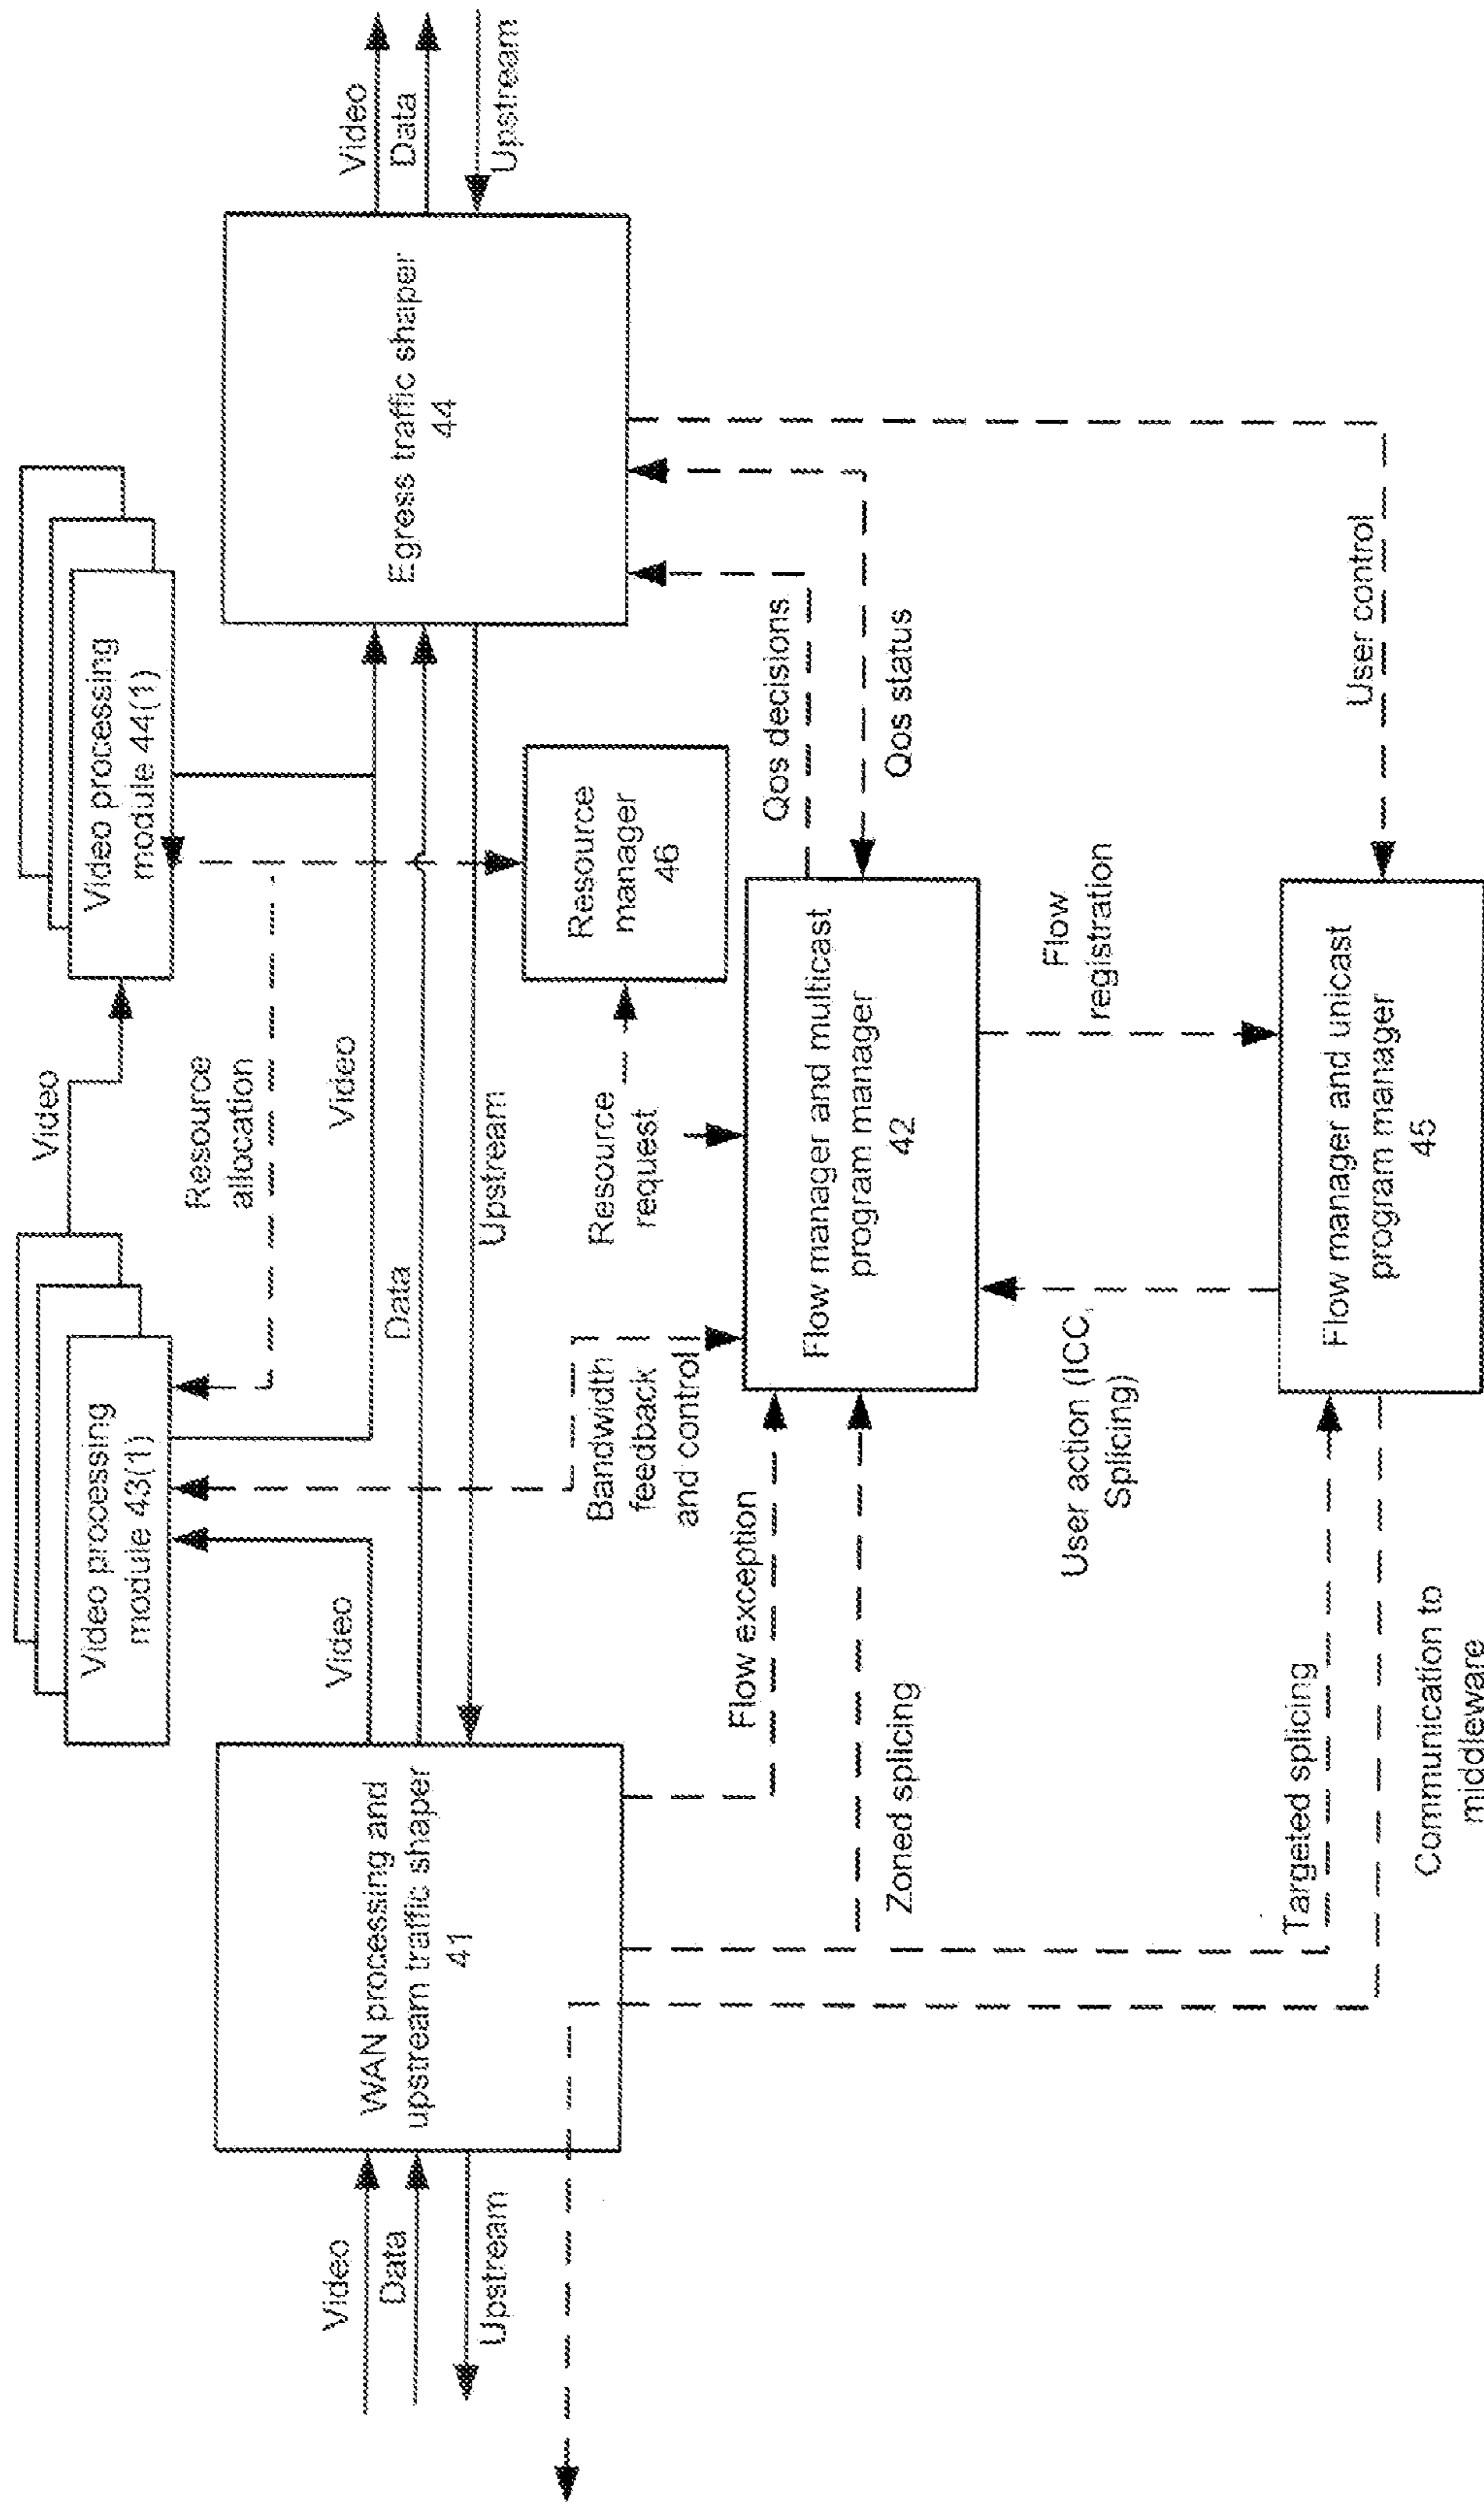 Video
Data
Upstream
WAN processing and
upstream traffic shaper
41
Video processing
module 43(1)
Video
Video
Video processing
module 44(1)
Resource
allocation
Video
Data
Upstream
Egress traffic shaper
44
Video
Data
Upstream
Resource
manager
46
Resource
request
Bandwidth
feedback
and control
Flow exception
Zoned splicing
Flow manager and multicast
program manager
42
Qos decisions
Qos status
Flow
registration
User action (ICC,
Splicing)
Targeted splicing
Flow manager and unicast
program manager
45
User control
Communication to
middleware